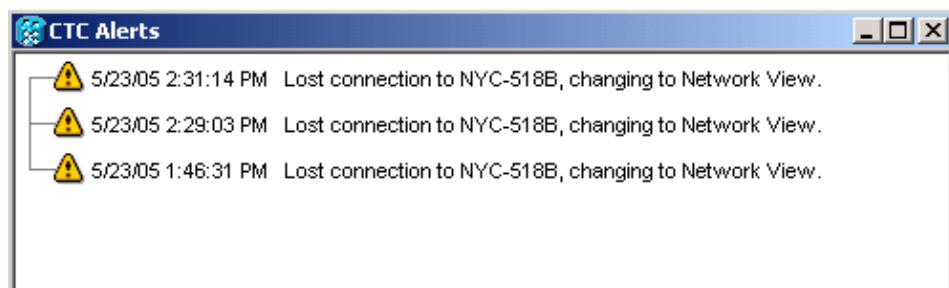 CTC Alerts
5/23/05 2:31:14 PM Lost connection to NYC-518B, changing to Network View.
5/23/05 2:29:03 PM Lost connection to NYC-518B, changing to Network View.
5/23/05 1:46:31 PM Lost connection to NYC-518B, changing to Network View.